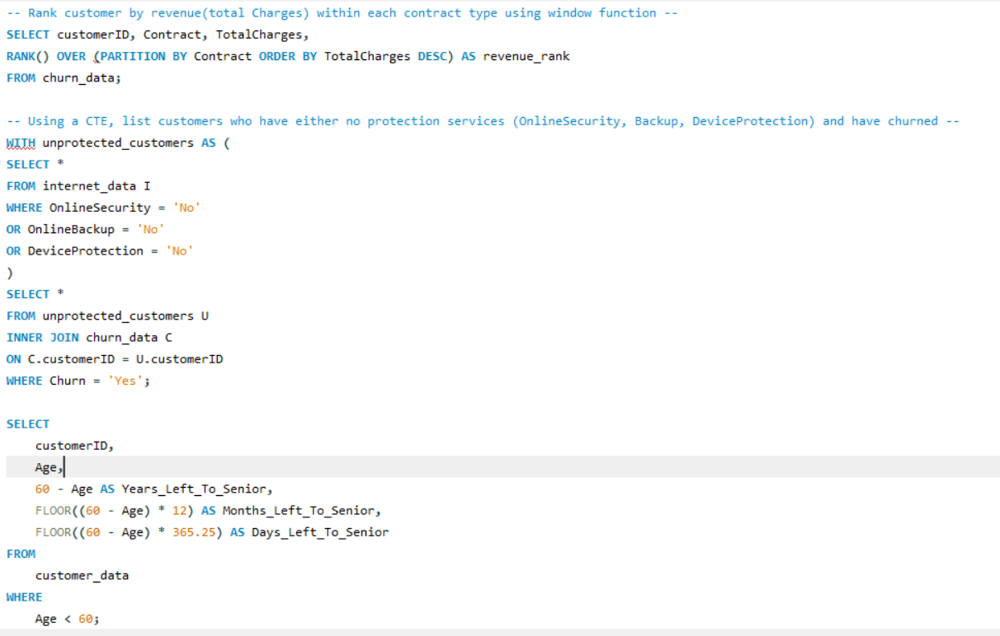 -- Rank customer by revenue(total Charges) within each contract type using window function --
SELECT customerID, Contract, TotalCharges,
RANK() OVER (PARTITION BY Contract ORDER BY TotalCharges DESC) AS revenue_rank
FROM churn_data;

-- Using a CTE, list customers who have either no protection services (OnlineSecurity, Backup, DeviceProtection) and have churned --
WITH unprotected_customers AS (
SELECT *
FROM internet_data I
WHERE OnlineSecurity = 'No'
OR OnlineBackup = 'No'
OR DeviceProtection = 'No'
)
SELECT *
FROM unprotected_customers U
INNER JOIN churn_data C
ON C.customerID = U.customerID
WHERE Churn = 'Yes';

SELECT
    customerID,
    Age,
    60 - Age AS Years_Left_To_Senior,
    FLOOR((60 - Age) * 12) AS Months_Left_To_Senior,
    FLOOR((60 - Age) * 365.25) AS Days_Left_To_Senior
FROM
    customer_data
WHERE
    Age < 60;